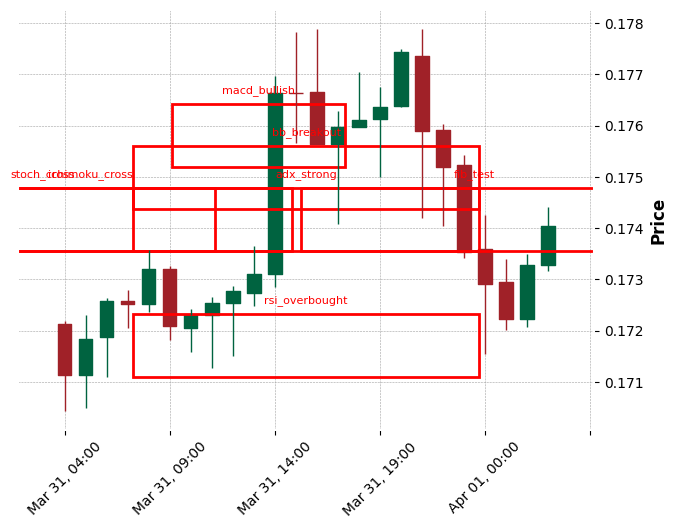 0.178
0.177
macd_bullish
0.176
bb_breakout
0.175
stoch_cross
ichimoku_cross
adx_strong
fib_test
0.174
Price
0.173
rsi_overbought
0.172
0.171
Mar 31, 04:00
Mar 31, 09:00
Mar 31, 14:00
Mar 31, 19:00
Apr 01, 00:00